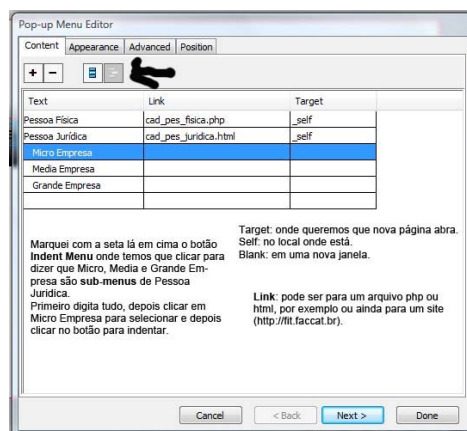 Pop-up Menu Editor
Content Appearance Advanced Position
Text Link Target
Pessoa Física cad_pes_fisica.php _self
Pessoa Jurídica cad_pes_juridica.html _self
Micro Empresa
Media Empresa
Grande Empresa
Marquei com a seta lá em cima o botão
Indent Menu onde temos que clicar para
dizer que Micro, Media e Grande Em-
presa são sub-menus de Pessoa
Juridica.
Primeiro digita tudo, depois clicar em
Micro Empresa para selecionar e depois
clicar no botão para indentar.
Target: onde queremos que nova página abra.
Self: no local onde está.
Blank: em uma nova janela.
Link: pode ser para um arquivo php ou
html, por exemplo ou ainda para um site
(http://fit.faccat.br).
Cancel < Back Next > Done